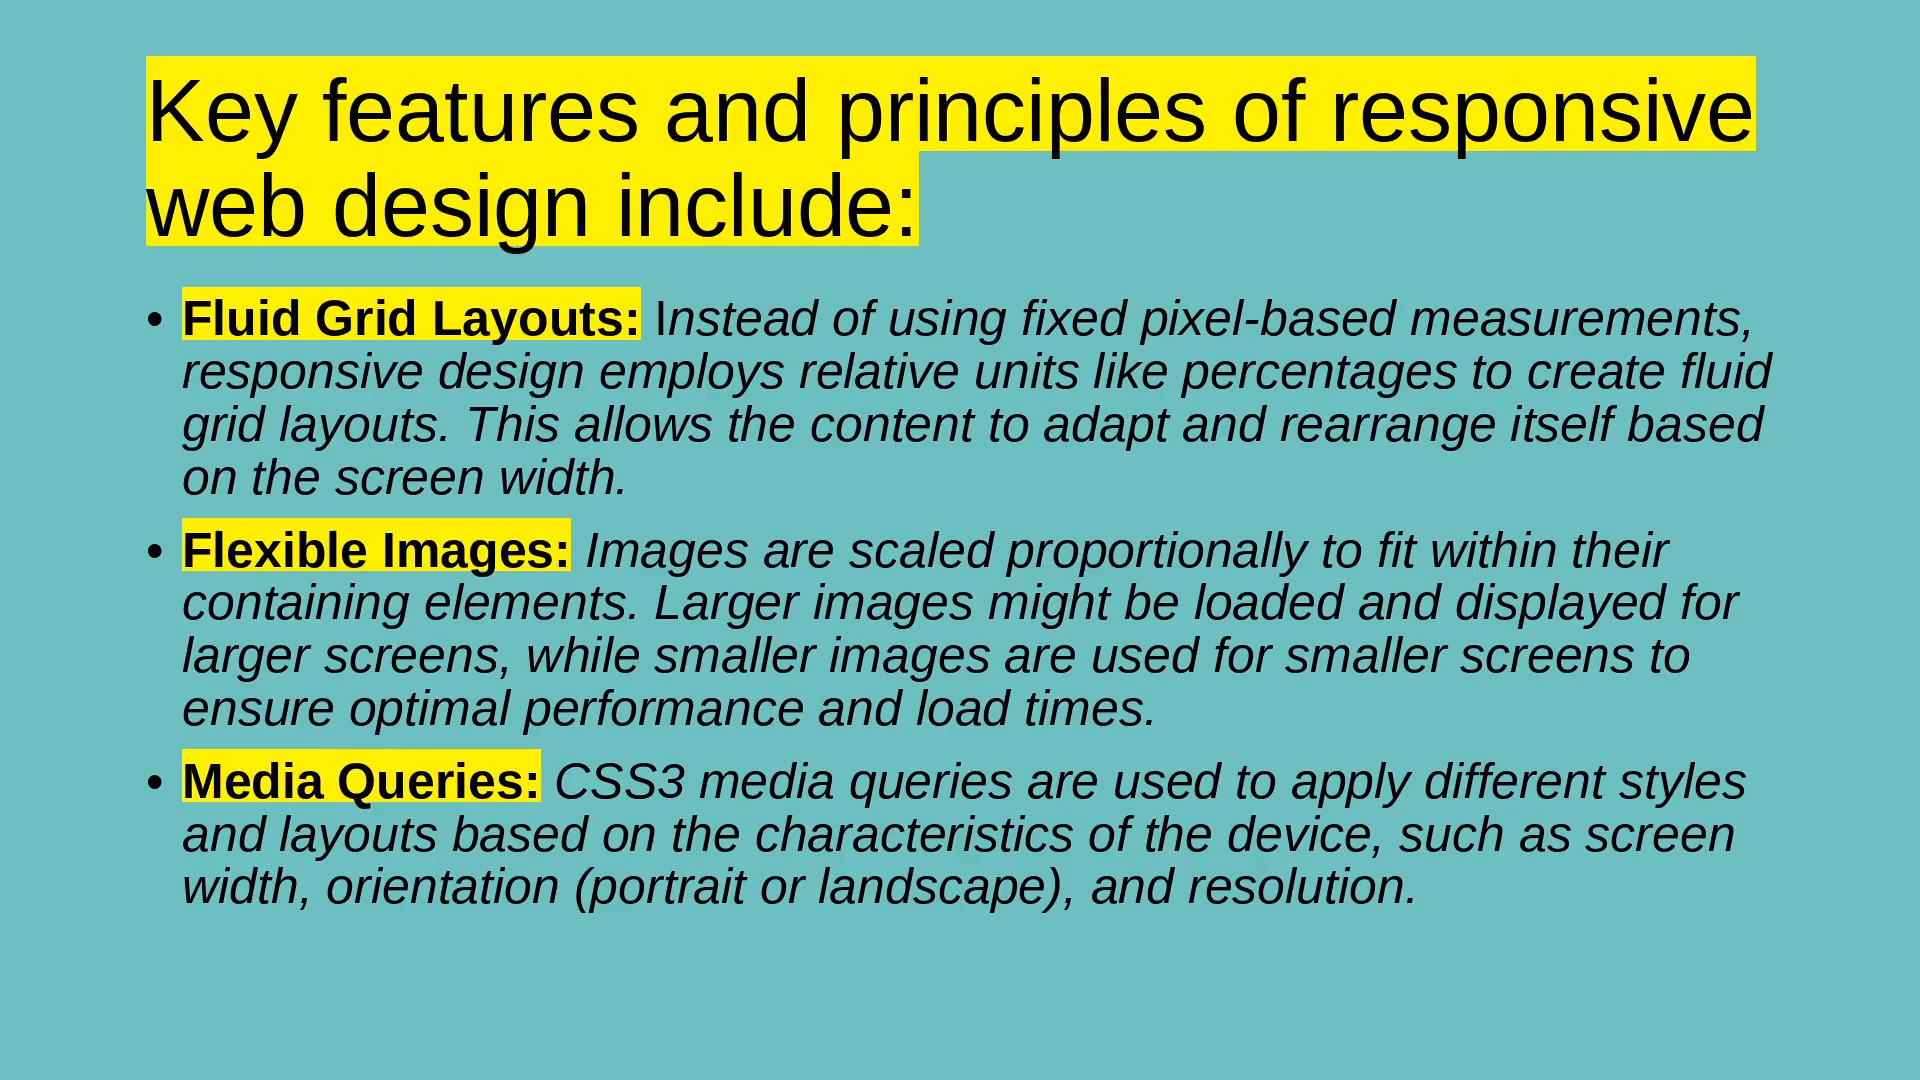 Key features and principles of responsive
web design include:
• Fluid Grid Layouts: Instead of using fixed pixel-based measurements,
responsive design employs relative units like percentages to create fluid
grid layouts. This allows the content to adapt and rearrange itself based
on the screen width.
• Flexible Images: Images are scaled proportionally to fit within their
containing elements. Larger images might be loaded and displayed for
larger screens, while smaller images are used for smaller screens to
ensure optimal performance and load times.
• Media Queries: CSS3 media queries are used to apply different styles
and layouts based on the characteristics of the device, such as screen
width, orientation (portrait or landscape), and resolution.